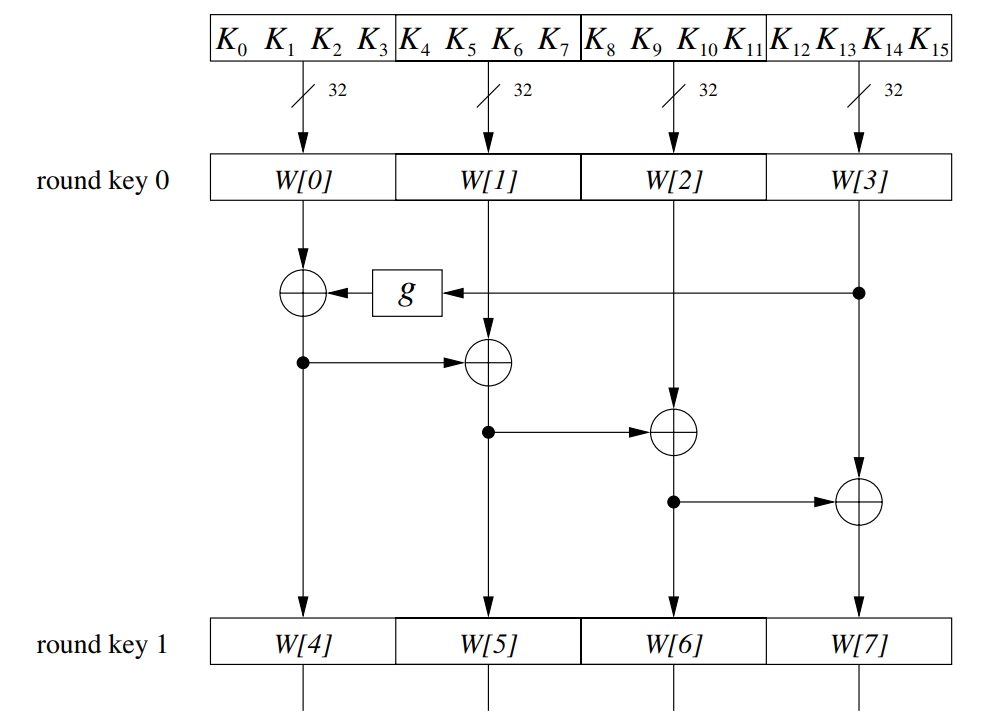 K₀ K₁ K₂ K₃ K₄ K₅ K₆ K₇ K₈ K₉ K₁₀ K₁₁ K₁₂ K₁₃ K₁₄ K₁₅
32 32 32 32
round key 0 W[0] W[1] W[2] W[3]
g
round key 1 W[4] W[5] W[6] W[7]